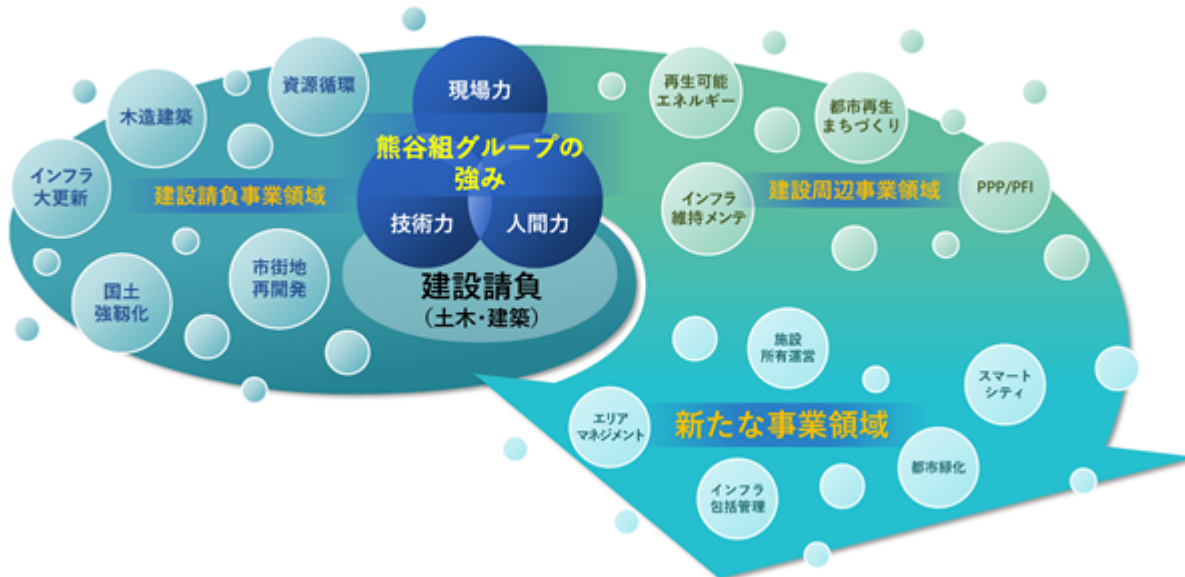 現場力
熊谷組グループの
強み
技術力
人間力
建設請負
（土木・建築）
建設請負事業領域
資源循環
木造建築
インフラ
大更新
国土
強靱化
市街地
再開発
建設周辺事業領域
再生可能
エネルギー
都市再生
まちづくり
PPP/PFI
インフラ
維持メンテ
新たな事業領域
施設
所有運営
スマート
シティ
エリア
マネジメント
インフラ
包括管理
都市緑化